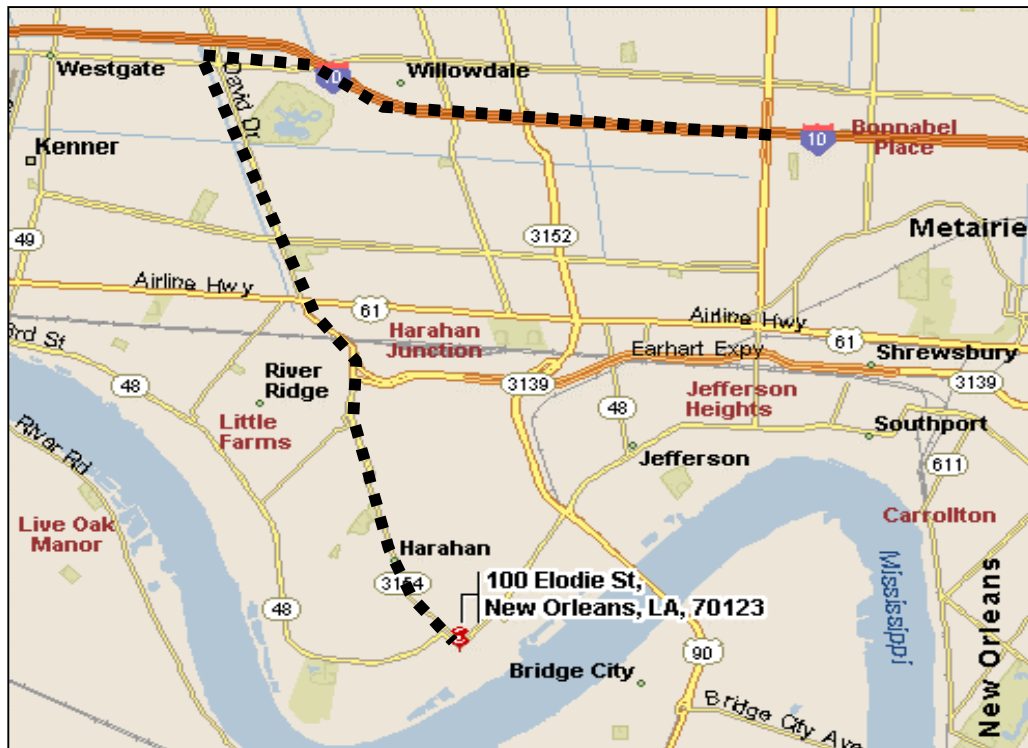 Westgate
David Dr
10
Willowdale
10
Bonnabel
Place
Kenner
49
3152
Metairie
Airline Hwy
61
Airline Hwy
61
3rd St
Harahan
Junction
Earhart Expy
Shrewsbury
48
River
Ridge
3139
Jefferson
Heights
3139
Little
Farms
48
Southport
River Rd
Jefferson
611
Live Oak
Manor
Carrollton
Harahan
3154
100 Elodie St,
New Orleans, LA, 70123
Mississippi
New Orleans
48
90
Bridge City
Bridge City Ave